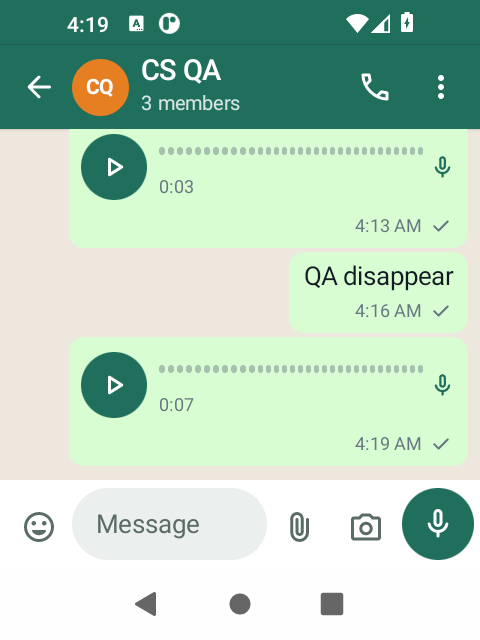 4:19
CQ
CS QA
3 members
0:03
4:13 AM
QA disappear
4:16 AM
0:07
4:19 AM
Message